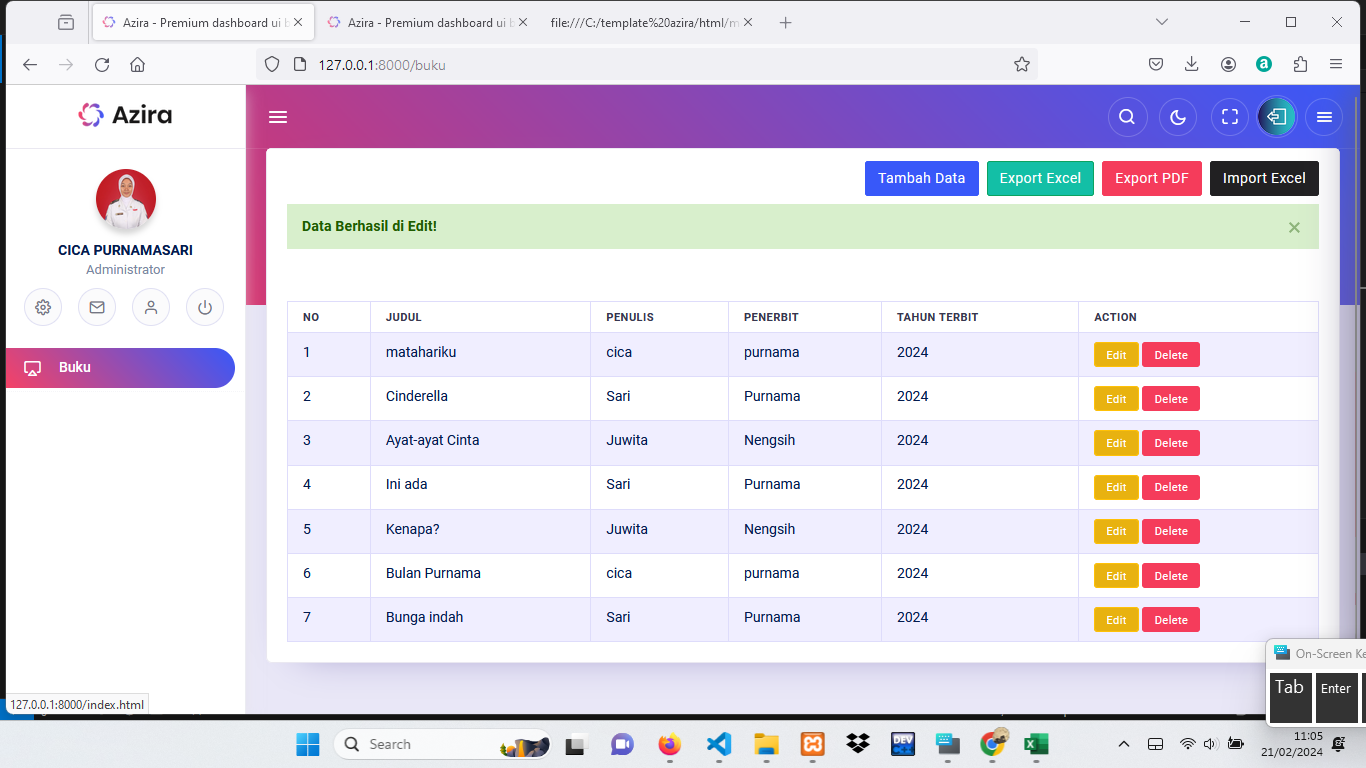 Azira - Premium dashboard ui b
Azira - Premium dashboard ui b
file:///C:/template%20azira/html/m
127.0.0.1:8000/buku
a
Azira
Tambah Data
Export Excel
Export PDF
Import Excel
Data Berhasil di Edit!
CICA PURNAMASARI
Administrator
Buku
NO JUDUL PENULIS PENERBIT TAHUN TERBIT ACTION
1 matahariku cica purnama 2024 Edit Delete
2 Cinderella Sari Purnama 2024 Edit Delete
3 Ayat-ayat Cinta Juwita Nengsih 2024 Edit Delete
4 Ini ada Sari Purnama 2024 Edit Delete
5 Kenapa? Juwita Nengsih 2024 Edit Delete
6 Bulan Purnama cica purnama 2024 Edit Delete
7 Bunga indah Sari Purnama 2024 Edit Delete
On-Screen Ke
Tab
Enter
127.0.0.1:8000/index.html
Search
DEV
11:05
21/02/2024